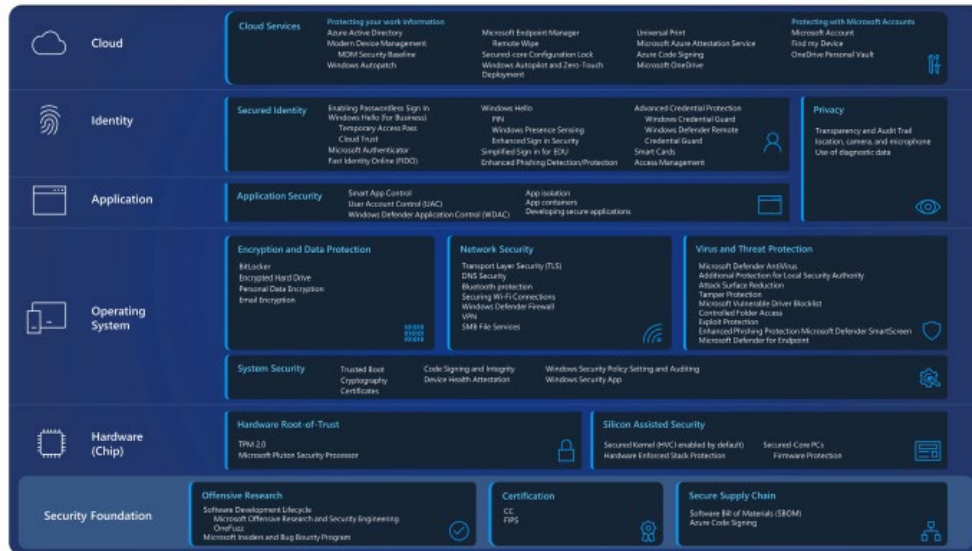 Cloud
Cloud Services
Protecting your work information
Azure Active Directory
Modern Device Management
MDM Security Baseline
Windows Autopatch
Microsoft Endpoint Manager
Remote Wipe
Secured-core Configuration Lock
Windows Autopilot and Zero-Touch
Deployment
Universal Print
Microsoft Azure Attestation Service
Azure Code Signing
Microsoft OneDrive
Protecting with Microsoft Accounts
Microsoft Account
Find my Device
OneDrive Personal Vault
Identity
Secured Identity
Enabling Passwordless Sign in
Windows Hello (for Business)
Temporary Access Pass
Cloud Trust
Microsoft Authenticator
Fast Identity Online (FIDO)
Windows Hello
PIN
Windows Presence Sensing
Enhanced Sign in Security
Simplified Sign in for EDU
Enhanced Phishing Detection/Protection
Advanced Credential Protection
Windows Credential Guard
Windows Defender Remote
Credential Guard
Smart Cards
Access Management
Privacy
Transparency and Audit Trail
location, camera, and microphone
Use of diagnostic data
Application
Application Security
Smart App Control
User Account Control (UAC)
Windows Defender Application Control (WDAC)
App isolation
App containers
Developing secure applications
Operating
System
Encryption and Data Protection
BitLocker
Encrypted Hard Drive
Personal Data Encryption
Email Encryption
Network Security
Transport Layer Security (TLS)
DNS Security
Bluetooth protection
Securing Wi-Fi Connections
Windows Defender Firewall
VPN
SMB File Services
Virus and Threat Protection
Microsoft Defender AntiVirus
Additional Protection for Local Security Authority
Attack Surface Reduction
Tamper Protection
Microsoft Vulnerable Driver Blocklist
Controlled Folder Access
Exploit Protection
Enhanced Phishing Protection Microsoft Defender SmartScreen
Microsoft Defender for Endpoint
System Security
Trusted Boot
Cryptography
Certificates
Code Signing and Integrity
Device Health Attestation
Windows Security Policy Setting and Auditing
Windows Security App
Hardware
(Chip)
Hardware Root-of-Trust
TPM 2.0
Microsoft Pluton Security Processor
Silicon Assisted Security
Secured Kernel (HVCI enabled by default)
Hardware Enforced Stack Protection
Secured-Core PCs
Firmware Protection
Security Foundation
Offensive Research
Software Development Lifecycle
Microsoft Offensive Research and Security Engineering
OneFuzz
Microsoft Insiders and Bug Bounty Program
Certification
CC
FIPS
Secure Supply Chain
Software Bill of Materials (SBOM)
Azure Code Signing